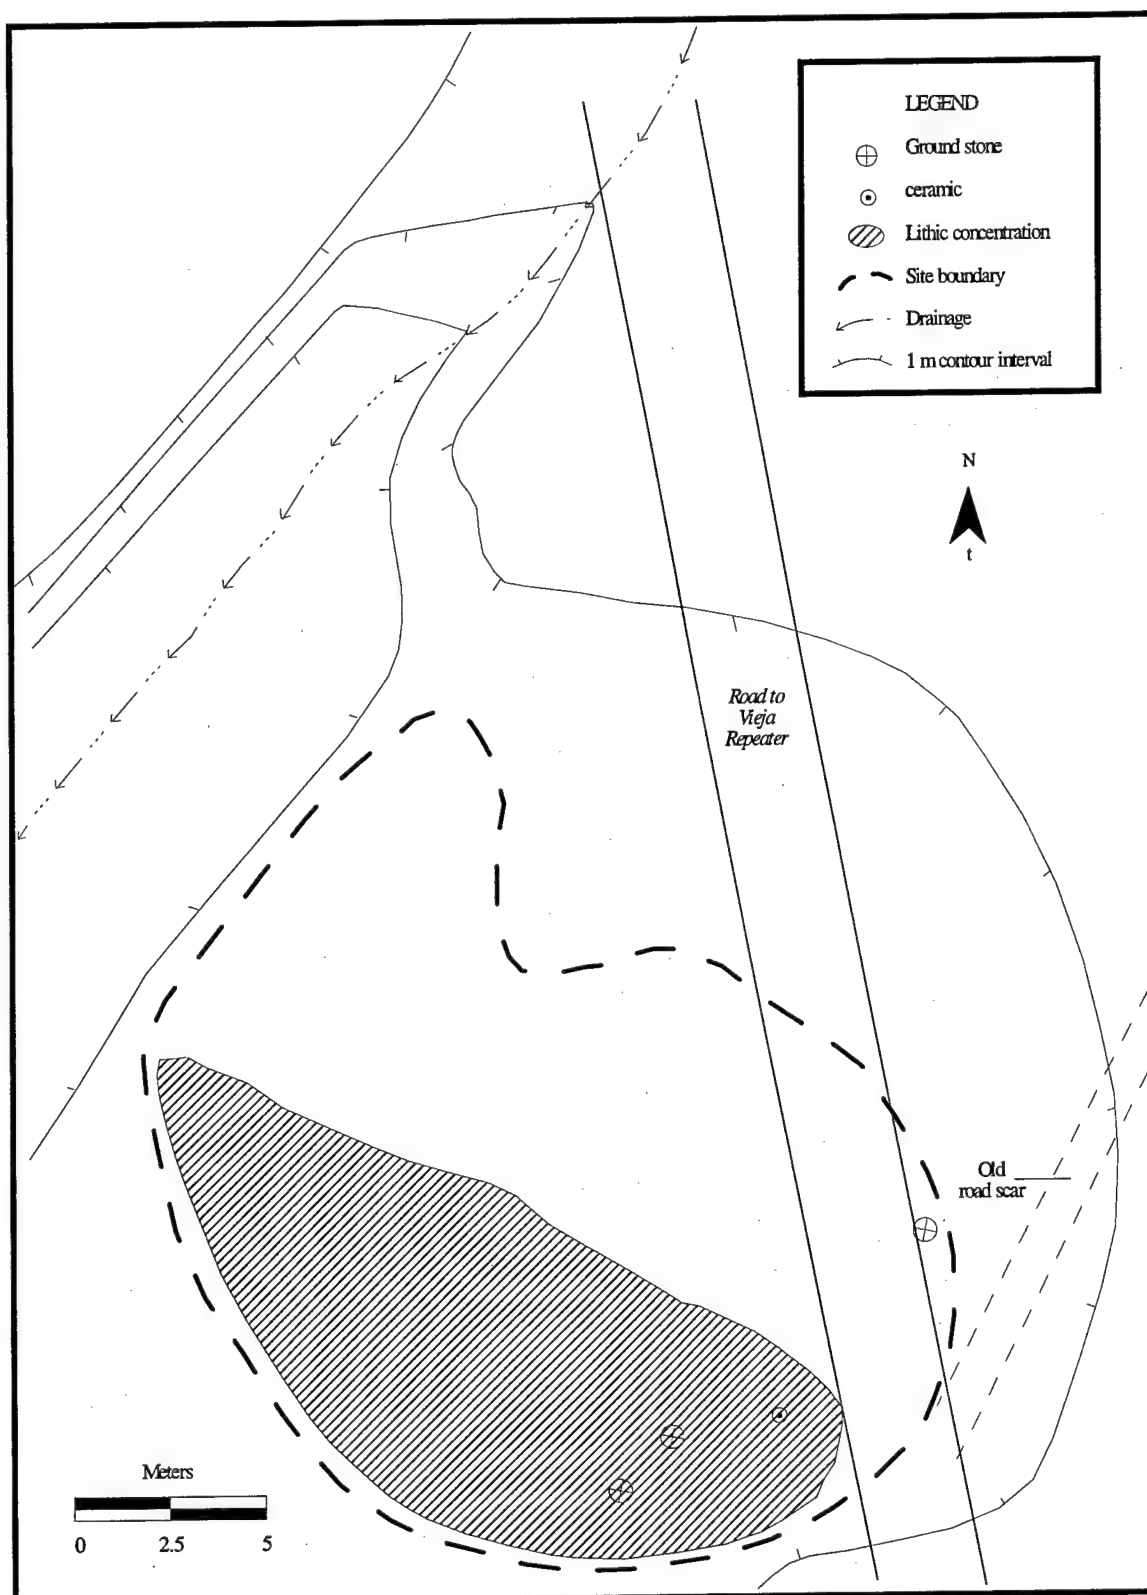 LEGEND
Ground stone
ceramic
Lithic concentration
Site boundary
Drainage
1 m contour interval
N
t
Road to
Vieja
Repeater
Old
road scar
Meters
0 2.5 5